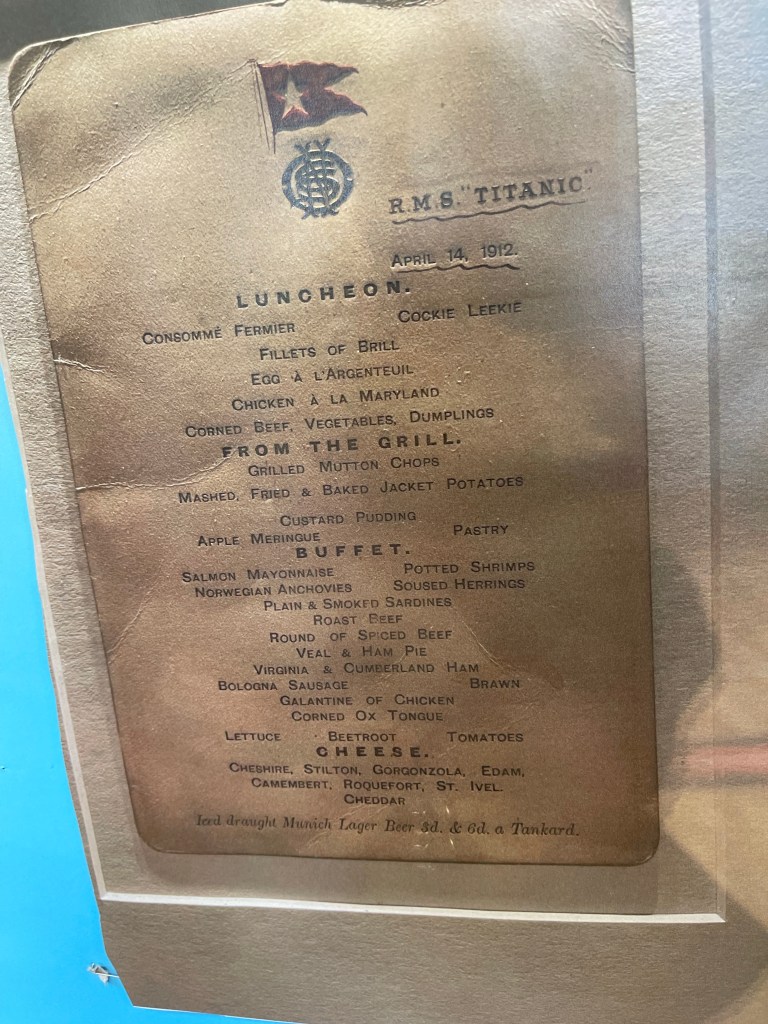 R.M.S. "TITANIC"
APRIL 14, 1912.
LUNCHEON.
CONSOMMÉ FERMIER COCKIE LEEKIE
FILLETS OF BRILL
EGG À L'ARGENTEUIL
CHICKEN À LA MARYLAND
CORNED BEEF, VEGETABLES, DUMPLINGS
FROM THE GRILL.
GRILLED MUTTON CHOPS
MASHED, FRIED & BAKED JACKET POTATOES
CUSTARD PUDDING
APPLE MERINGUE PASTRY
BUFFET.
SALMON MAYONNAISE POTTED SHRIMPS
NORWEGIAN ANCHOVIES SOUSED HERRINGS
PLAIN & SMOKED SARDINES
ROAST BEEF
ROUND OF SPICED BEEF
VEAL & HAM PIE
VIRGINIA & CUMBERLAND HAM
BOLOGNA SAUSAGE BRAWN
GALANTINE OF CHICKEN
CORNED OX TONGUE
LETTUCE BEETROOT TOMATOES
CHEESE.
CHESHIRE, STILTON, GORGONZOLA, EDAM,
CAMEMBERT, ROQUEFORT, ST. IVEL.
CHEDDAR
Iced draught Munich Lager Beer 3d. & 6d. a Tankard.